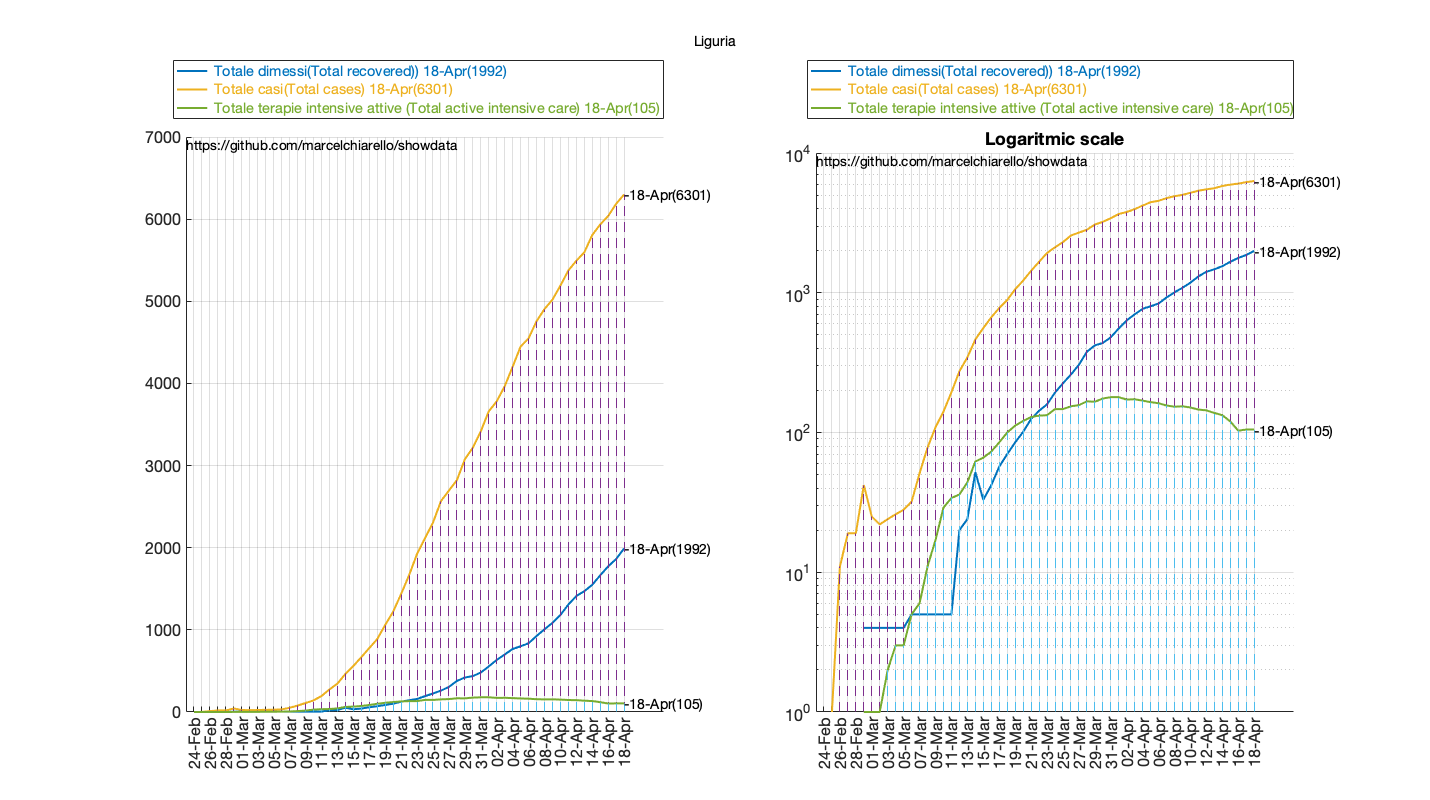 Liguria
Totale dimessi(Total recovered)) 18-Apr(1992)
Totale casi(Total cases) 18-Apr(6301)
Totale terapie intensive attive (Total active intensive care) 18-Apr(105)
https://github.com/marcelchiarello/showdata
7000
6000
5000
4000
3000
2000
1000
0
18-Apr(6301)
18-Apr(1992)
18-Apr(105)
24-Feb
26-Feb
28-Feb
01-Mar
03-Mar
05-Mar
07-Mar
09-Mar
11-Mar
13-Mar
15-Mar
17-Mar
19-Mar
21-Mar
23-Mar
25-Mar
27-Mar
29-Mar
31-Mar
02-Apr
04-Apr
06-Apr
08-Apr
10-Apr
12-Apr
14-Apr
16-Apr
18-Apr
Totale dimessi(Total recovered)) 18-Apr(1992)
Totale casi(Total cases) 18-Apr(6301)
Totale terapie intensive attive (Total active intensive care) 18-Apr(105)
Logaritmic scale
https://github.com/marcelchiarello/showdata
10^4
10^3
10^2
10^1
10^0
18-Apr(6301)
18-Apr(1992)
18-Apr(105)
24-Feb
26-Feb
28-Feb
01-Mar
03-Mar
05-Mar
07-Mar
09-Mar
11-Mar
13-Mar
15-Mar
17-Mar
19-Mar
21-Mar
23-Mar
25-Mar
27-Mar
29-Mar
31-Mar
02-Apr
04-Apr
06-Apr
08-Apr
10-Apr
12-Apr
14-Apr
16-Apr
18-Apr